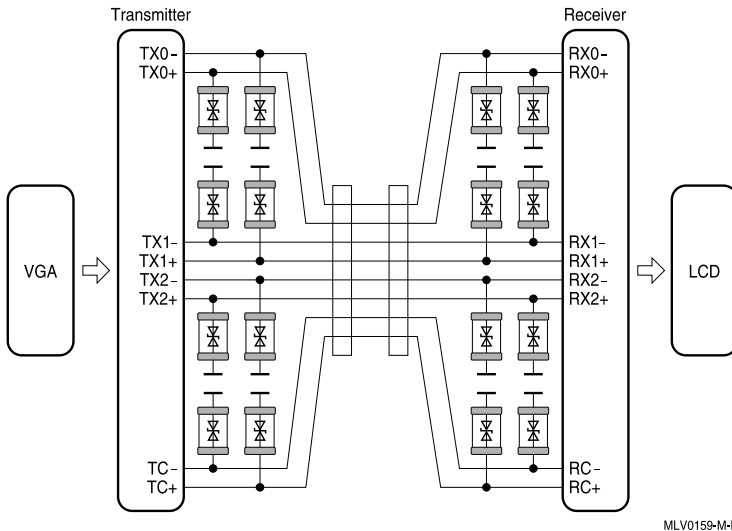 Transmitter
Receiver
TX0-
TX0+
RX0-
RX0+
VGA
TX1-
TX1+
TX2-
TX2+
RX1-
RX1+
RX2-
RX2+
LCD
TC-
TC+
RC-
RC+